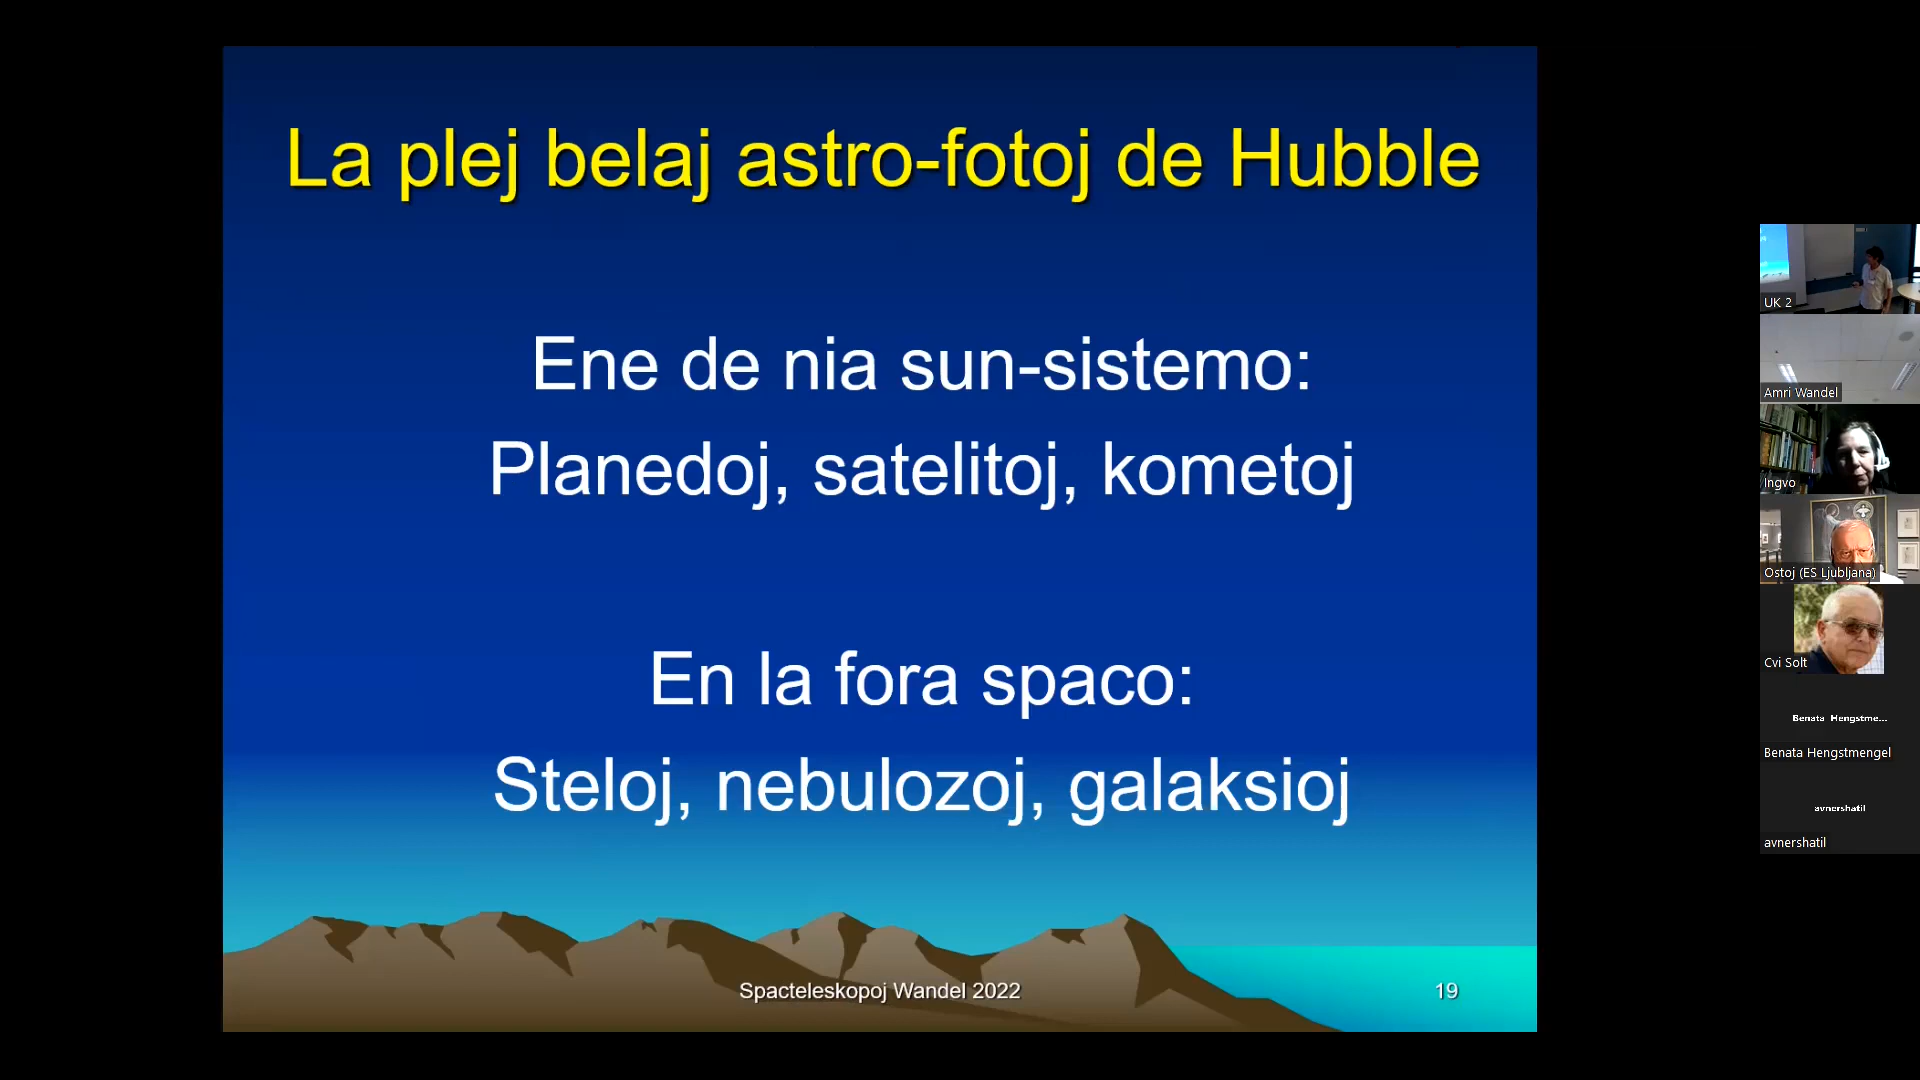 La plej belaj astro-fotoj de Hubble
Ene de nia sun-sistemo:
Planedoj, satelitoj, kometoj
En la fora spaco:
Steloj, nebulozoj, galaksioj
Spacteleskopoj Wandel 2022
19
UK 2
Amri Wandel
Ingvo
Ostoj (ES Ljubljana)
Cvi Solt
Benata Hengstme...
Benata Hengstmengel
avnershatil
avnershatil